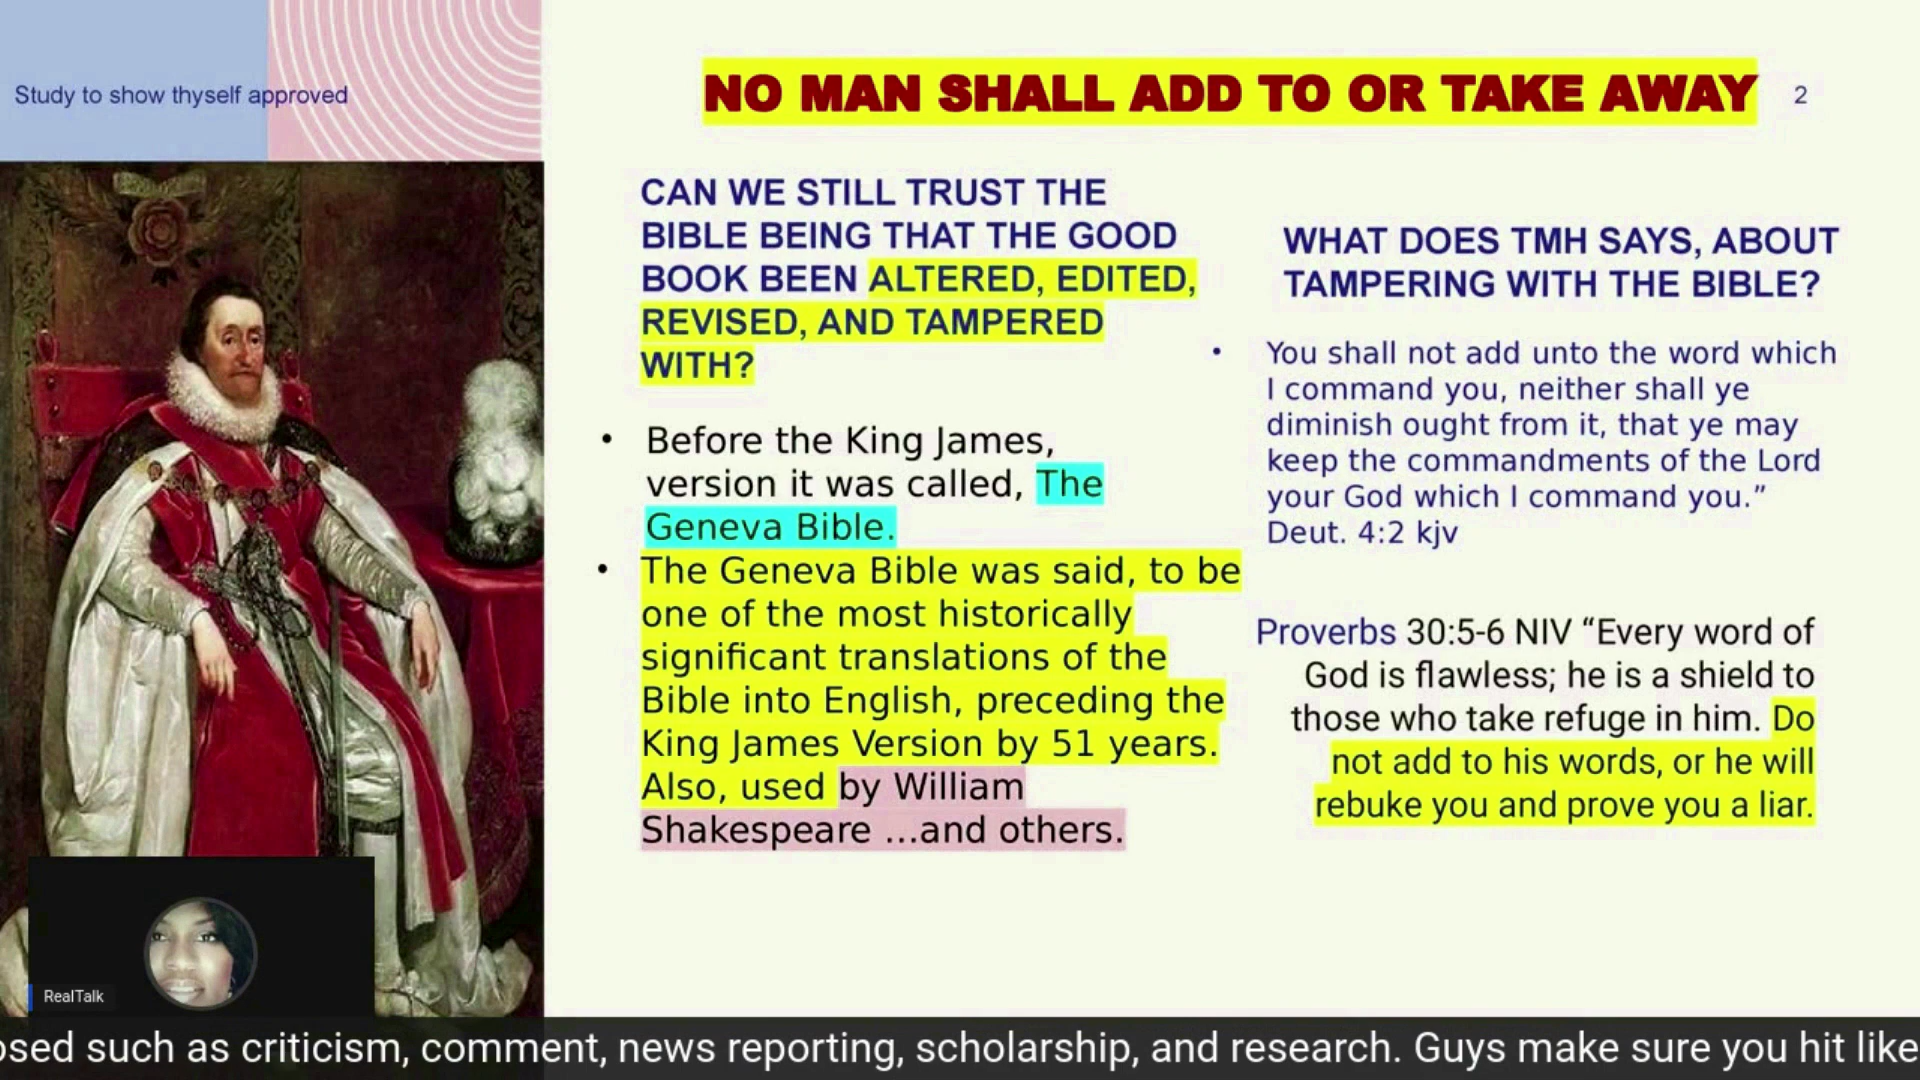 Study to show thyself approved
NO MAN SHALL ADD TO OR TAKE AWAY
2
CAN WE STILL TRUST THE
BIBLE BEING THAT THE GOOD
BOOK BEEN ALTERED, EDITED,
REVISED, AND TAMPERED
WITH?
• Before the King James,
version it was called, The
Geneva Bible.
• The Geneva Bible was said, to be
one of the most historically
significant translations of the
Bible into English, preceding the
King James Version by 51 years.
Also, used by William
Shakespeare ...and others.
WHAT DOES TMH SAYS, ABOUT
TAMPERING WITH THE BIBLE?
• You shall not add unto the word which
I command you, neither shall ye
diminish ought from it, that ye may
keep the commandments of the Lord
your God which I command you.”
Deut. 4:2 kjv
Proverbs 30:5-6 NIV “Every word of
God is flawless; he is a shield to
those who take refuge in him. Do
not add to his words, or he will
rebuke you and prove you a liar.
RealTalk
osed such as criticism, comment, news reporting, scholarship, and research. Guys make sure you hit like